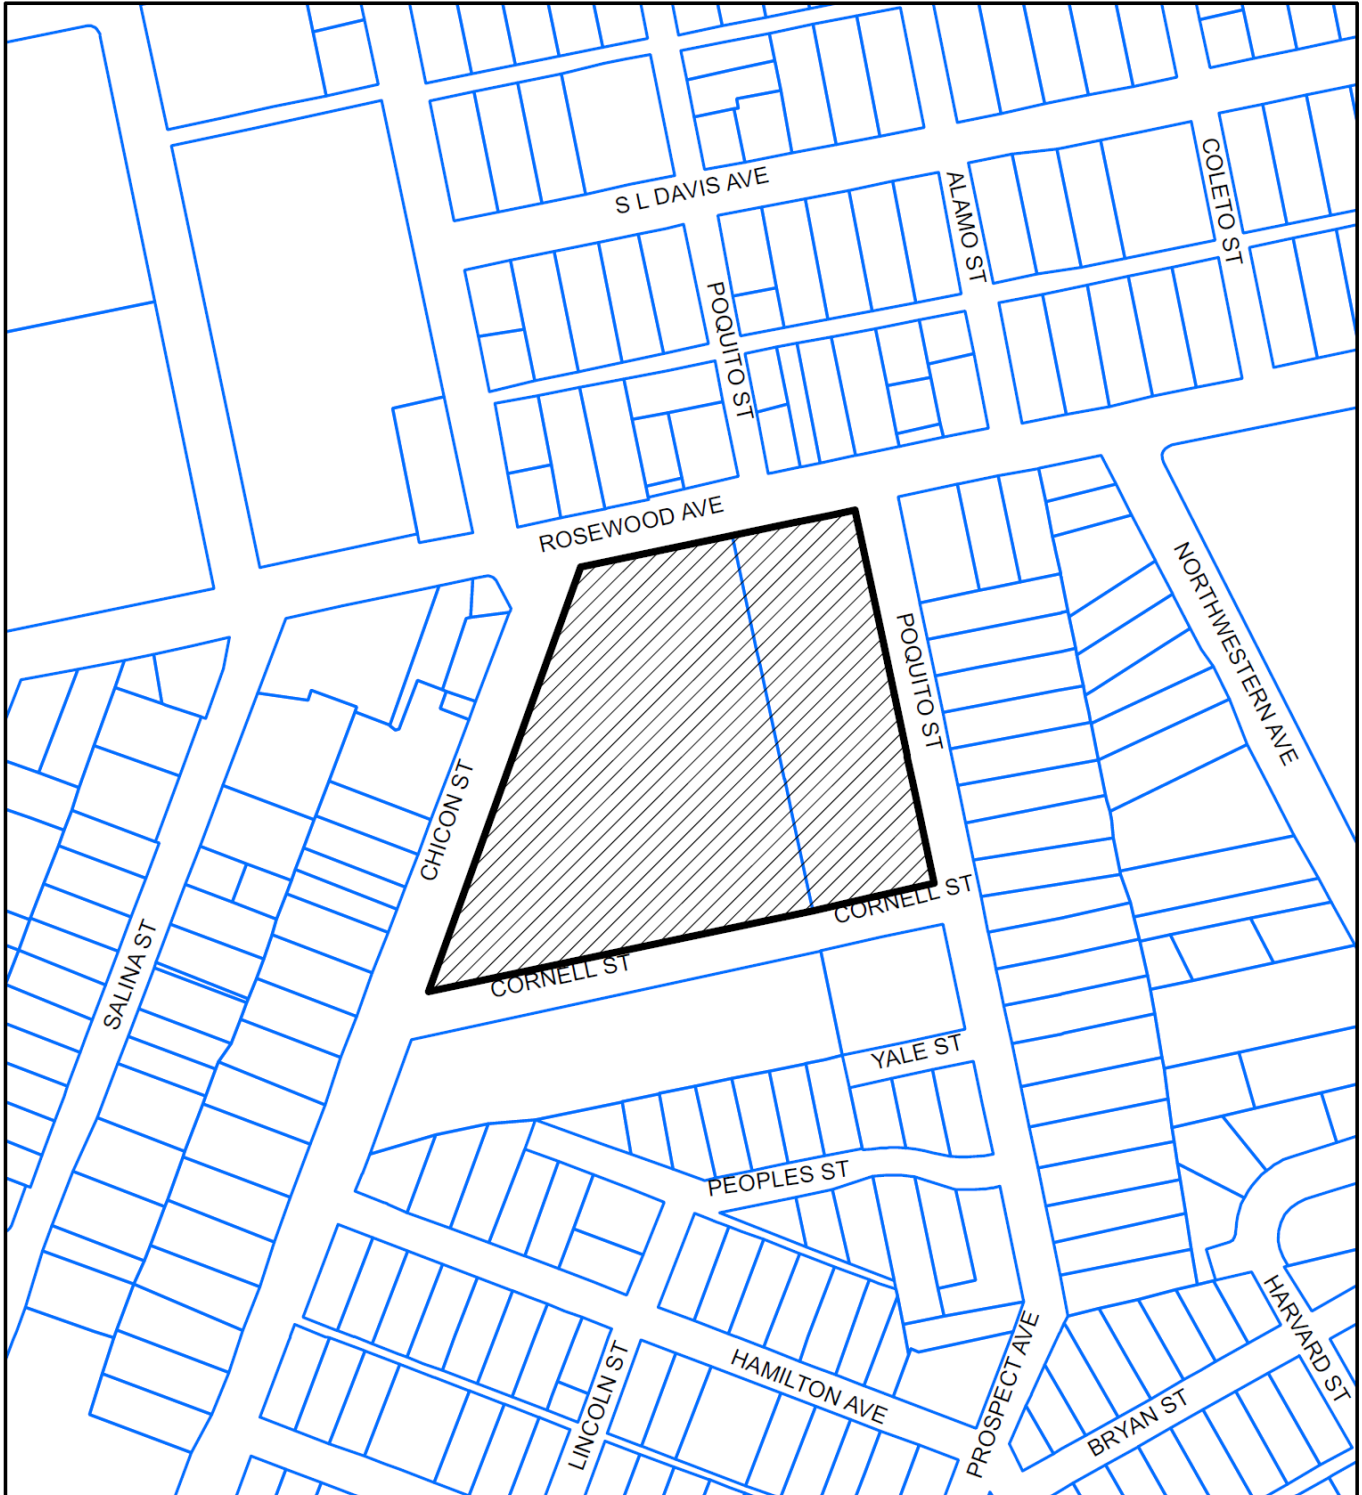 S L DAVIS AVE
ALAMO ST
COLETO ST
POQUITO ST
ROSEWOOD AVE
NORTHWESTERN AVE
POQUITO ST
CHICON ST
CORNELL ST
CORNELL ST
SALINA ST
YALE ST
PEOPLES ST
HARVARD ST
PROSPECT AVE
LINCOLN ST
HAMILTON AVE
BRYAN ST